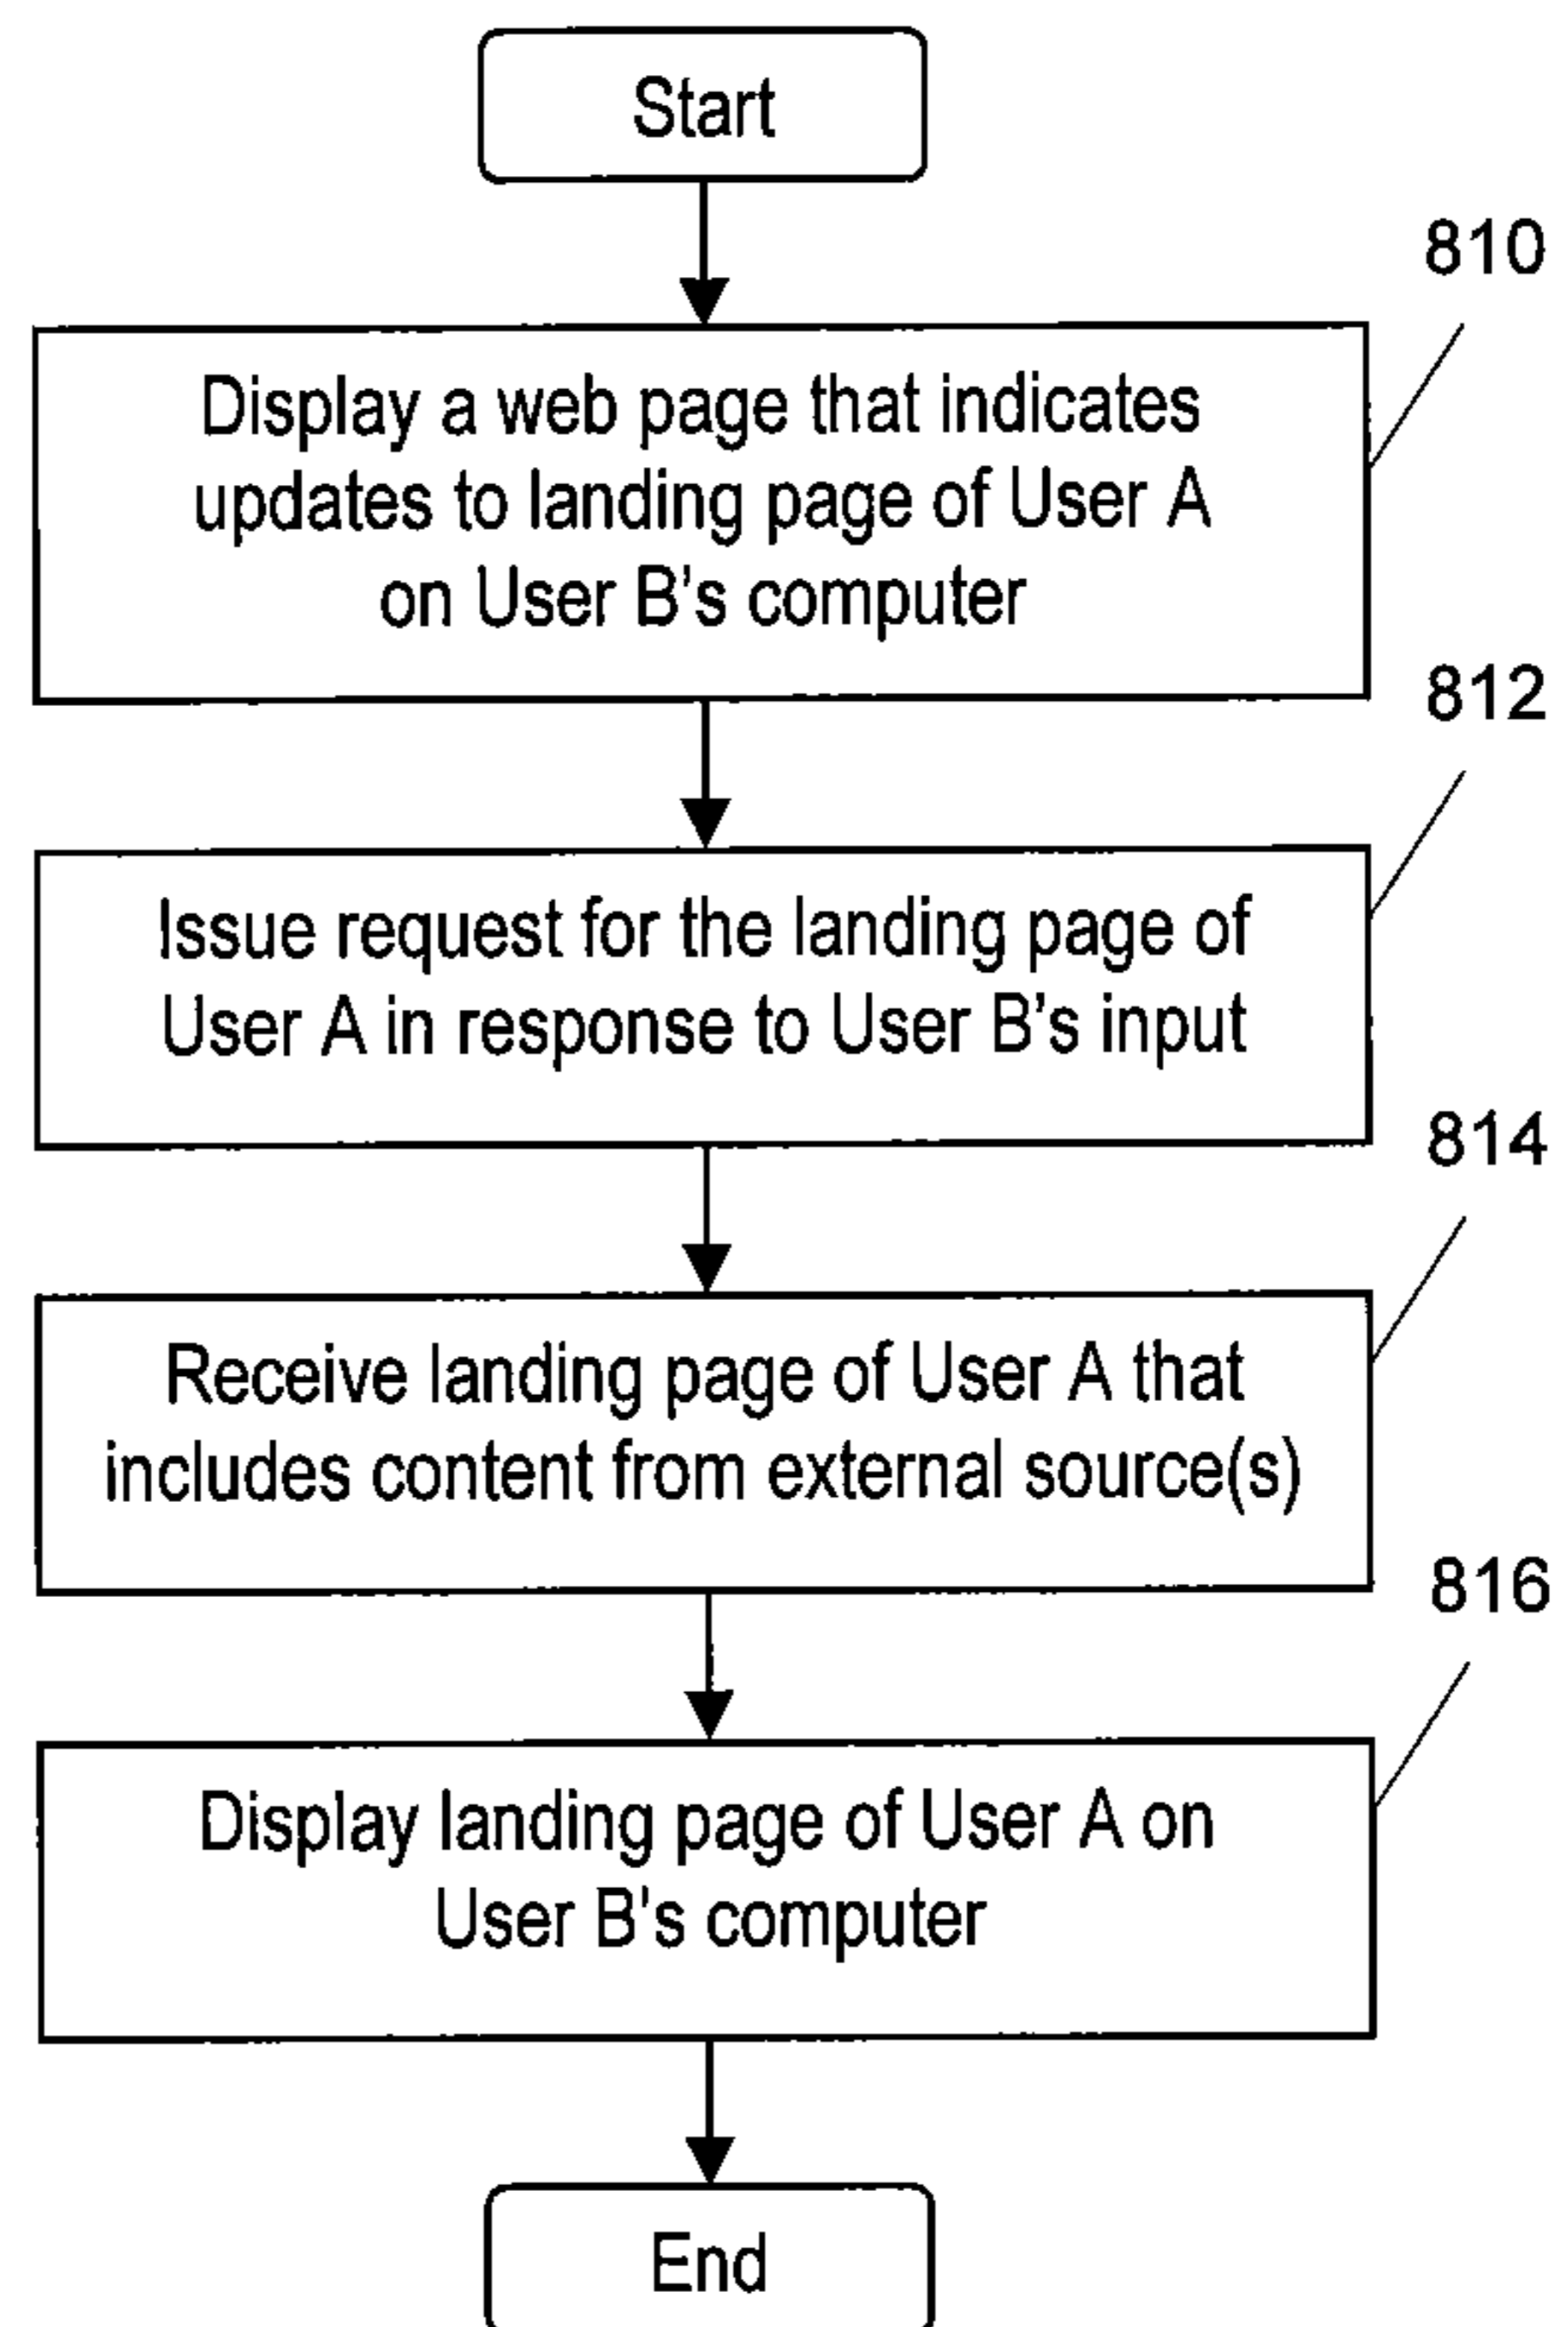 Start
810
Display a web page that indicates
updates to landing page of User A
on User B's computer
812
Issue request for the landing page of
User A in response to User B's input
814
Receive landing page of User A that
includes content from external source(s)
816
Display landing page of User A on
User B's computer
End